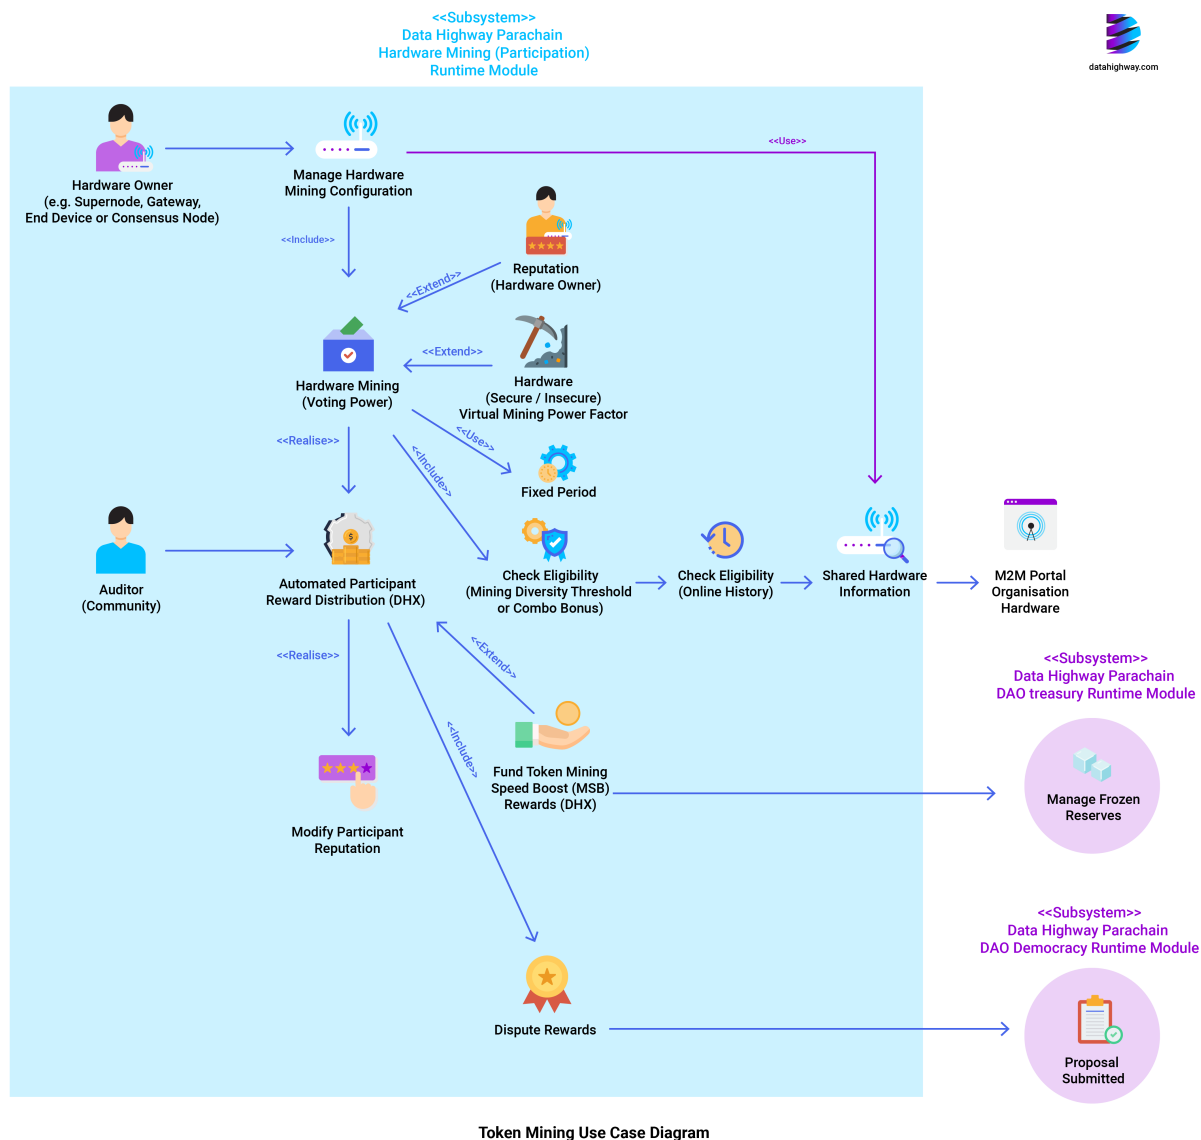 <<Subsystem>>
Data Highway Parachain
Hardware Mining (Participation)
Runtime Module
datahighway.com
<<Use>>
Manage Hardware
Mining Configuration
Hardware Owner
(e.g. Supernode, Gateway,
End Device or Consensus Node)
<<Include>>
Reputation
(Hardware Owner)
<<Extend>>
<<Extend>>
Hardware Mining
(Voting Power)
Hardware
(Secure / Insecure)
Virtual Mining Power Factor
<<Realise>>
<<Use>>
<<Include>>
Fixed Period
Auditor
(Community)
$
Automated Participant
Reward Distribution (DHX)
Check Eligibility
(Mining Diversity Threshold
or Combo Bonus)
Check Eligibility
(Online History)
Shared Hardware
Information
M2M Portal
Organisation
Hardware
<<Realise>>
<<Extend>>
<<Subsystem>>
Data Highway Parachain
DAO treasury Runtime Module
<<Include>>
Fund Token Mining
Speed Boost (MSB)
Rewards (DHX)
Manage Frozen
Reserves
Modify Participant
Reputation
<<Subsystem>>
Data Highway Parachain
DAO Democracy Runtime Module
Dispute Rewards
Proposal
Submitted
Token Mining Use Case Diagram